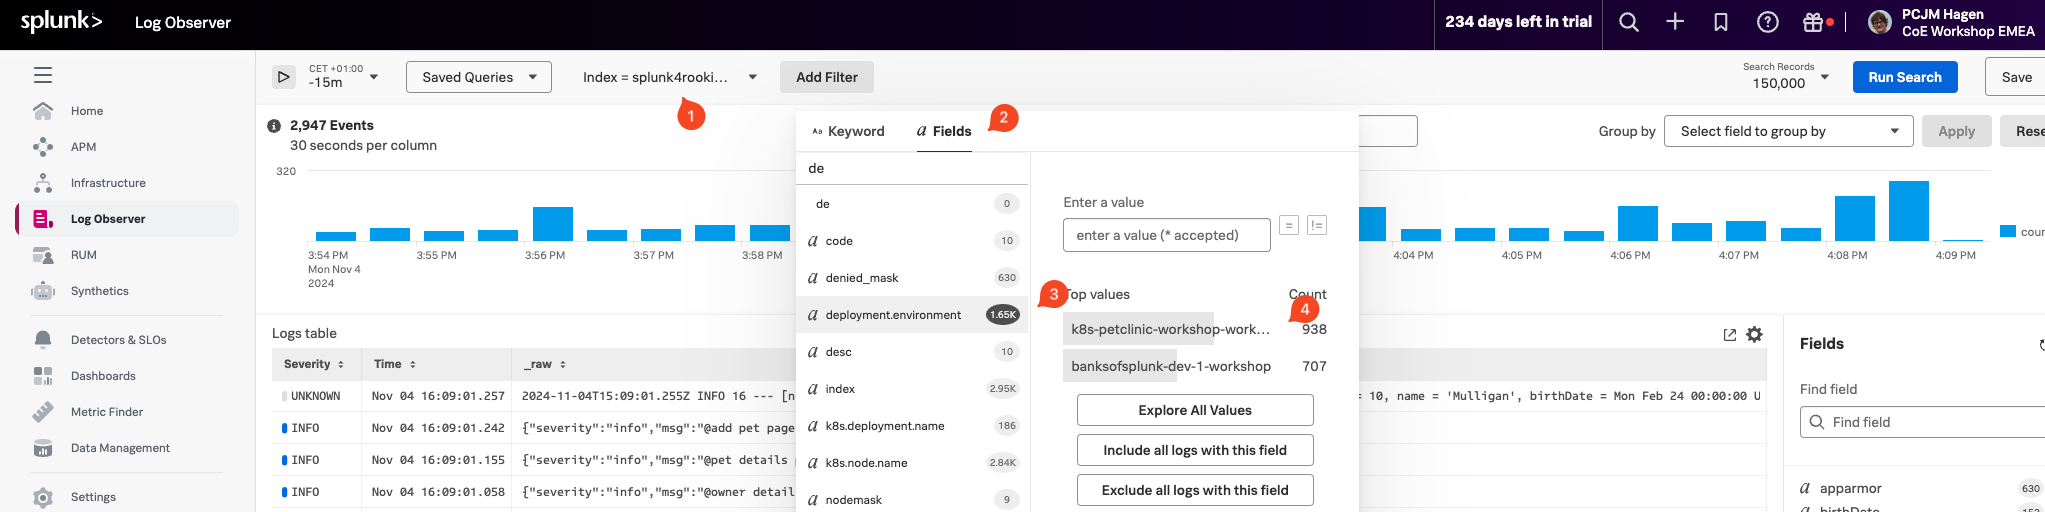 splunk> Log Observer
234 days left in trial
PCJM Hagen
CoE Workshop EMEA
Home
APM
Infrastructure
Log Observer
RUM
Synthetics
Detectors & SLOs
Dashboards
Metric Finder
Data Management
Settings
CET +01:00
-15m
Saved Queries
Index = splunk4rooki...
Add Filter
Search Records
150,000
Run Search
Save
1
2,947 Events
30 seconds per column
Group by
Select field to group by
Apply
Rese
320
3:54 PM
Mon Nov 4
2024
3:55 PM
3:56 PM
3:57 PM
3:58 PM
4:04 PM
4:05 PM
4:06 PM
4:07 PM
4:08 PM
4:09 PM
coun
Keyword
Fields
2
de
de 0
code 10
denied_mask 630
deployment.environment 1.65K
desc 10
index 2.95K
k8s.deployment.name 186
k8s.node.name 2.84K
nodemask 9
Enter a value
enter a value (* accepted)
= !=
3
Top values Count
4
k8s-petclinic-workshop-work... 938
banksofsplunk-dev-1-workshop 707
Explore All Values
Include all logs with this field
Exclude all logs with this field
Logs table
Severity Time _raw
UNKNOWN Nov 04 16:09:01.257 2024-11-04T15:09:01.255Z INFO 16 --- [n = 10, name = 'Mulligan', birthDate = Mon Feb 24 00:00:00 U
INFO Nov 04 16:09:01.242 {"severity":"info","msg":"@add pet page
INFO Nov 04 16:09:01.155 {"severity":"info","msg":"@pet details
INFO Nov 04 16:09:01.058 {"severity":"info","msg":"@owner detail
Fields
Find field
Find field
apparmor 630